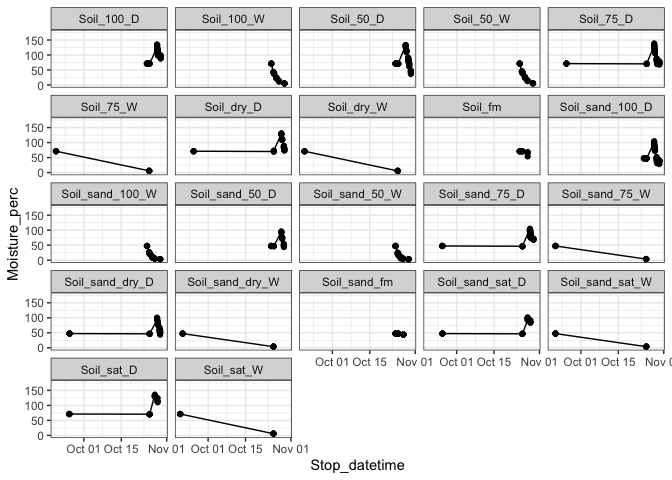 Soil_100_D Soil_100_W Soil_50_D Soil_50_W Soil_75_D
150
100
50
0
Soil_75_W Soil_dry_D Soil_dry_W Soil_fm Soil_sand_100_D
150
100
50
0
Soil_sand_100_W Soil_sand_50_D Soil_sand_50_W Soil_sand_75_D Soil_sand_75_W
150
100
50
0
Soil_sand_dry_D Soil_sand_dry_W Soil_sand_fm Soil_sand_sat_D Soil_sand_sat_W
150
100
50
0
Oct 01 Oct 15 Nov 01 Oct 01 Oct 15 Nov 01 Oct 01 Oct 15 Nov 0
Soil_sat_D Soil_sat_W
150
100
50
0
Oct 01 Oct 15 Nov 01 Oct 01 Oct 15 Nov 01
Moisture_perc
Stop_datetime